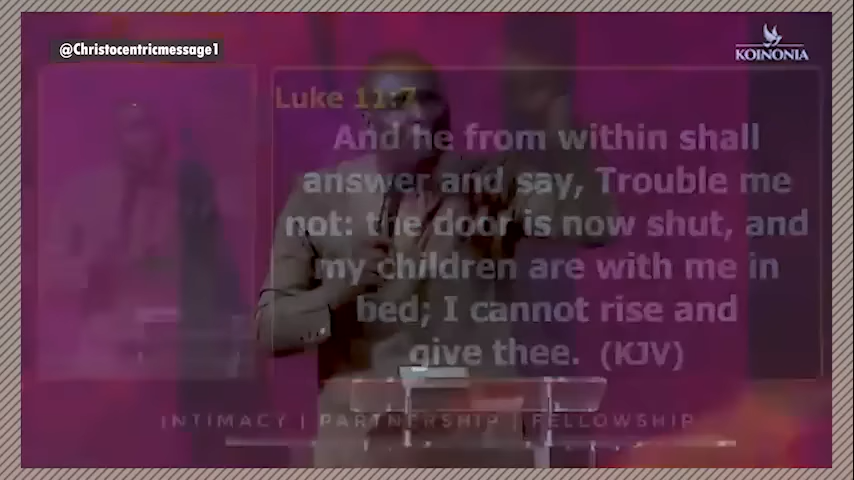 @Christocentricmessage1
KOINONIA
Luke 11:7
And he from within shall
answer and say, Trouble me
not: the door is now shut, and
my children are with me in
bed; I cannot rise and
give thee. (KJV)
INTIMACY | PARTNERSHIP | FELLOWSHIP